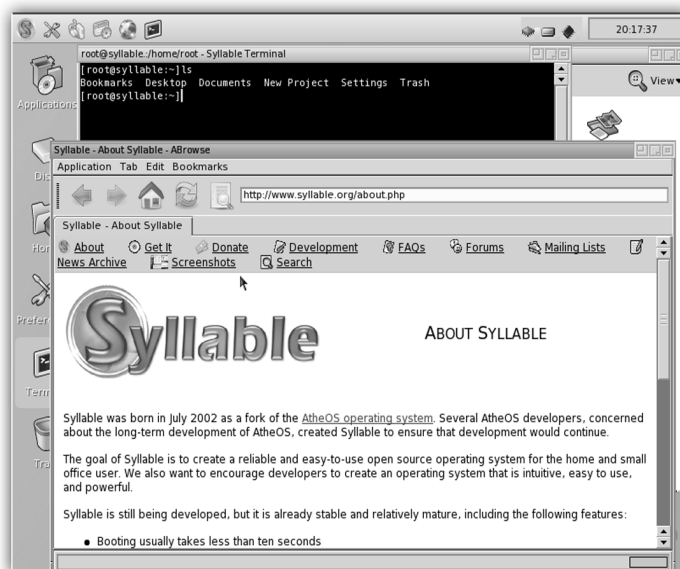 20:17:37
root@syllable:/home/root - Syllable Terminal
[root@syllable:~]ls
Bookmarks Desktop Documents New Project Settings Trash
[root@syllable:~]
View
Applications
Syllable - About Syllable - ABrowse
Application Tab Edit Bookmarks
http://www.syllable.org/about.php
Syllable - About Syllable
About Get It Donate Development FAQs Forums Mailing Lists
News Archive Screenshots Search
Syllable
ABOUT SYLLABLE
Syllable was born in July 2002 as a fork of the AtheOS operating system. Several AtheOS developers, concerned
about the long-term development of AtheOS, created Syllable to ensure that development would continue.
The goal of Syllable is to create a reliable and easy-to-use open source operating system for the home and small
office user. We also want to encourage developers to create an operating system that is intuitive, easy to use,
and powerful.
Syllable is still being developed, but it is already stable and relatively mature, including the following features:
● Booting usually takes less than ten seconds